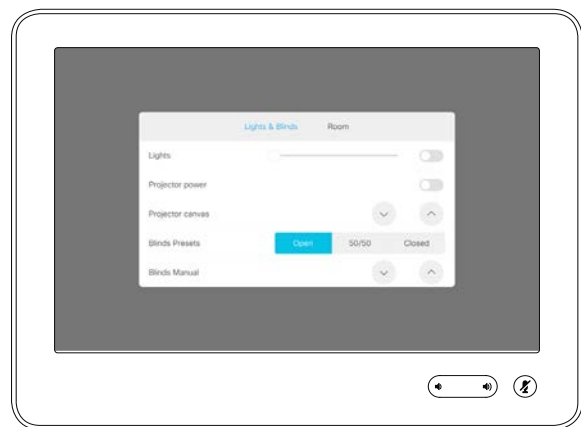 Lights & Blinds Room
Lights
Projector power
Projector canvas
Blinds Presets Open 50/50 Closed
Blinds Manual